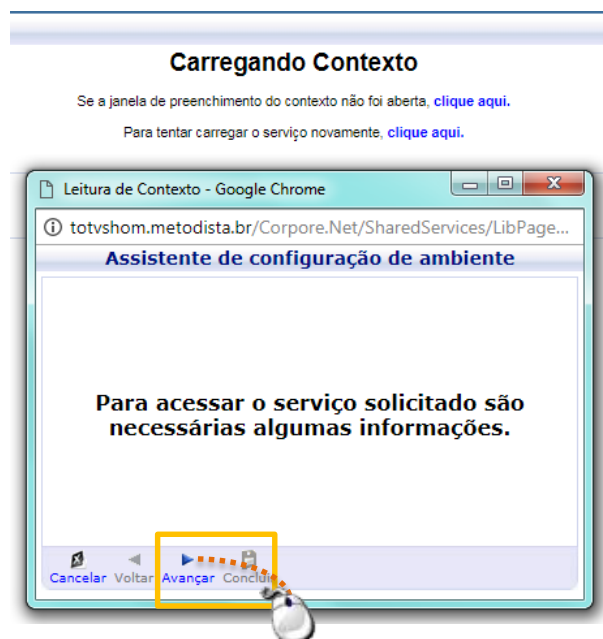 Carregando Contexto
Se a janela de preenchimento do contexto não foi aberta, clique aqui.
Para tentar carregar o serviço novamente, clique aqui.
Leitura de Contexto - Google Chrome
totvshom.metodista.br/Corpore.Net/SharedServices/LibPage...
Assistente de configuração de ambiente
Para acessar o serviço solicitado são
necessárias algumas informações.
Cancelar Voltar Avançar Concluir